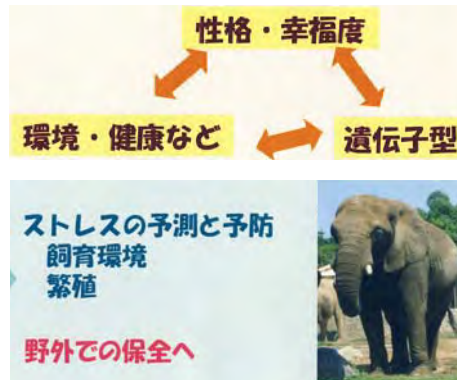 性格・幸福度
環境・健康など
遺伝子型
ストレスの予測と予防
飼育環境
繁殖
野外での保全へ